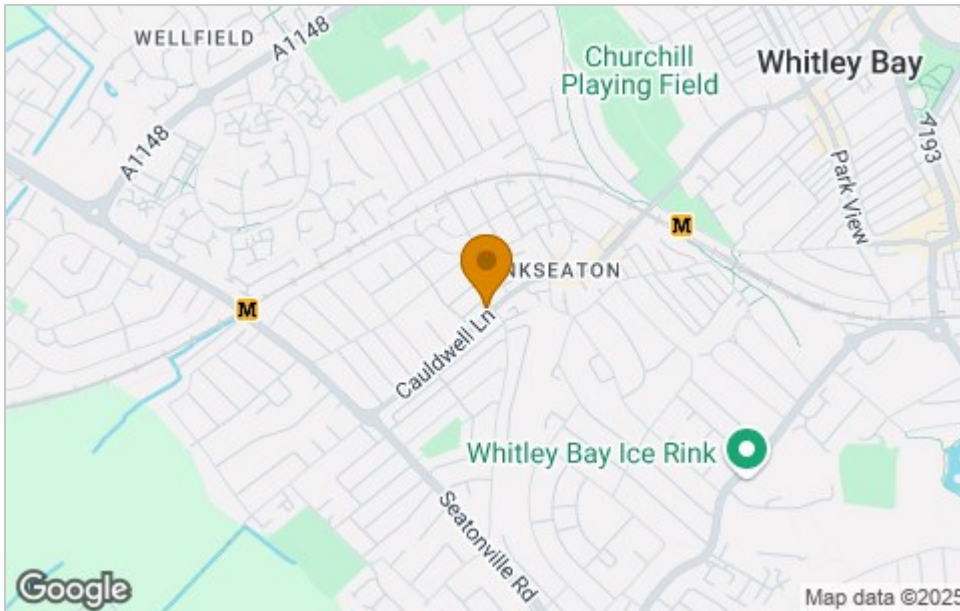 WELLFIELD
A1148
A1148
Churchill
Playing Field
Whitley Bay
A193
Park View
M
NKSEATON
M
Cauldwell Ln
Whitley Bay Ice Rink
Seatonville Rd
Google
Map data ©2025